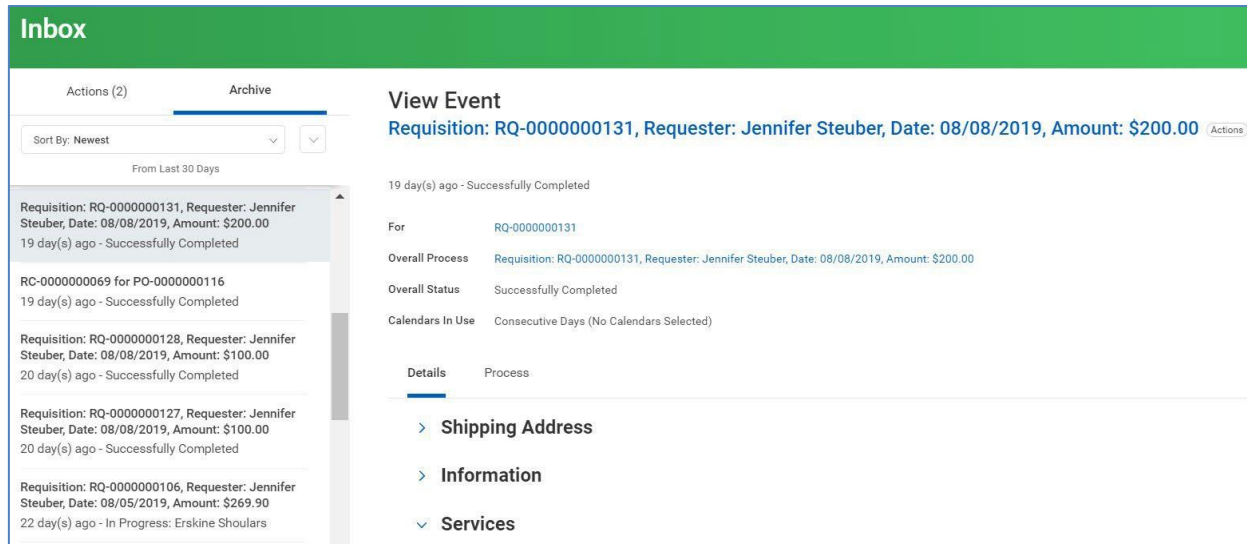 Inbox
Actions (2)
Archive
Sort By: Newest
From Last 30 Days
Requisition: RQ-0000000131, Requester: Jennifer
Steuber, Date: 08/08/2019, Amount: $200.00
19 day(s) ago - Successfully Completed
RC-0000000069 for PO-0000000116
19 day(s) ago - Successfully Completed
Requisition: RQ-0000000128, Requester: Jennifer
Steuber, Date: 08/08/2019, Amount: $100.00
20 day(s) ago - Successfully Completed
Requisition: RQ-0000000127, Requester: Jennifer
Steuber, Date: 08/08/2019, Amount: $100.00
20 day(s) ago - Successfully Completed
Requisition: RQ-0000000106, Requester: Jennifer
Steuber, Date: 08/05/2019, Amount: $269.90
22 day(s) ago - In Progress: Erskine Shoulars
View Event
Requisition: RQ-0000000131, Requester: Jennifer Steuber, Date: 08/08/2019, Amount: $200.00 Actions
19 day(s) ago - Successfully Completed
For RQ-0000000131
Overall Process Requisition: RQ-0000000131, Requester: Jennifer Steuber, Date: 08/08/2019, Amount: $200.00
Overall Status Successfully Completed
Calendars In Use Consecutive Days (No Calendars Selected)
Details Process
Shipping Address
Information
Services